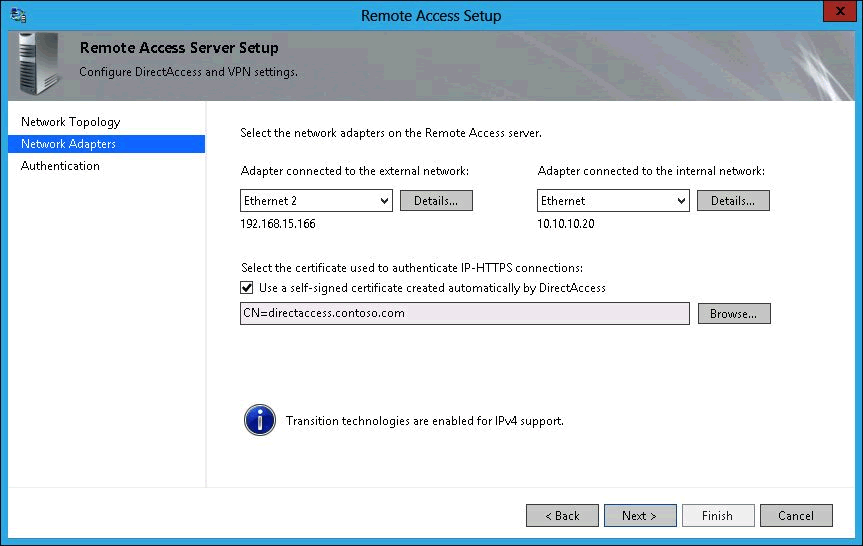 Remote Access Setup
x
Remote Access Server Setup
Configure DirectAccess and VPN settings.
Network Topology
Network Adapters
Authentication
Select the network adapters on the Remote Access server.
Adapter connected to the external network:
Adapter connected to the internal network:
Ethernet 2
Details...
Ethernet
Details...
192.168.15.166
10.10.10.20
Select the certificate used to authenticate IP-HTTPS connections:
Use a self-signed certificate created automatically by DirectAccess
CN=directaccess.contoso.com
Browse...
i
Transition technologies are enabled for IPv4 support.
< Back
Next >
Finish
Cancel